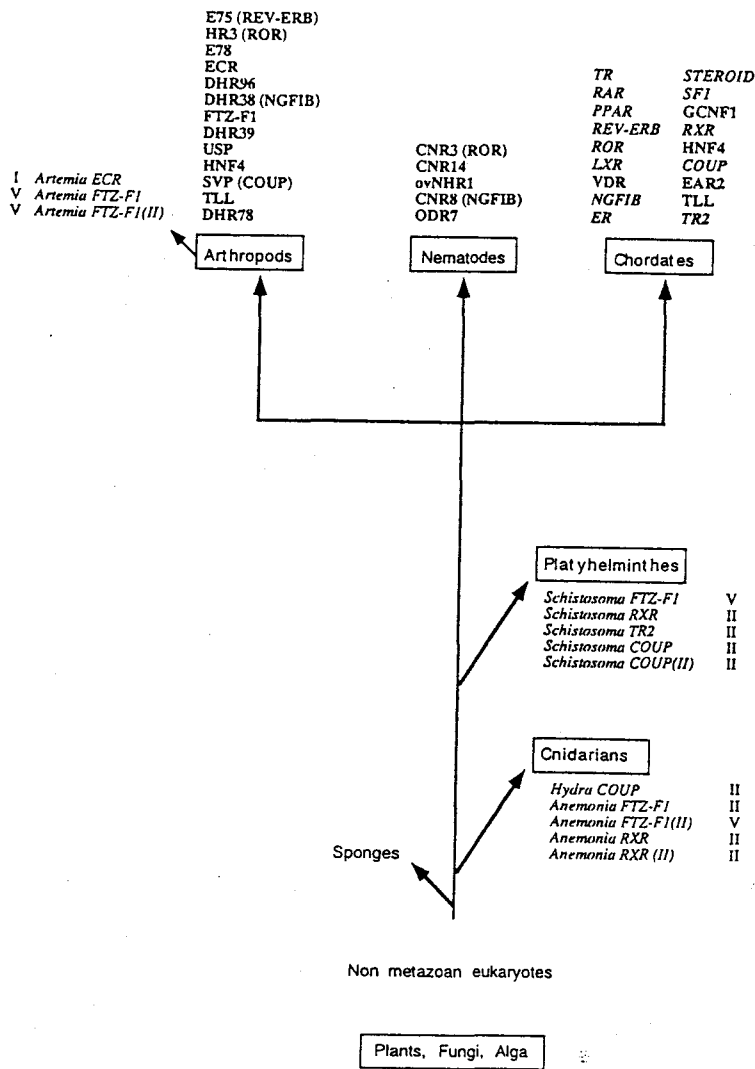 E75 (REV-ERB)
HR3 (ROR)
E78
ECR
DHR96
DHR38 (NGFIB)
FTZ-F1
DHR39
USP
HNF4
SVP (COUP)
TLL
DHR78
I Artemia ECR
V Artemia FTZ-F1
V Artemia FTZ-F1(II)
Arthropods
CNR3 (ROR)
CNR14
ovNHR1
CNR8 (NGFIB)
ODR7
Nematodes
TR STEROID
RAR SF1
PPAR GCNF1
REV-ERB RXR
ROR HNF4
LXR COUP
VDR EAR2
NGFIB TLL
ER TR2
Chordates
Platyhelminthes
Schistosoma FTZ-F1 V
Schistosoma RXR II
Schistosoma TR2 II
Schistosoma COUP II
Schistosoma COUP(II) II
Cnidarians
Hydra COUP II
Anemonia FTZ-F1 II
Anemonia FTZ-F1(II) V
Anemonia RXR II
Anemonia RXR (II) II
Sponges
Non metazoan eukaryotes
Plants, Fungi, Alga